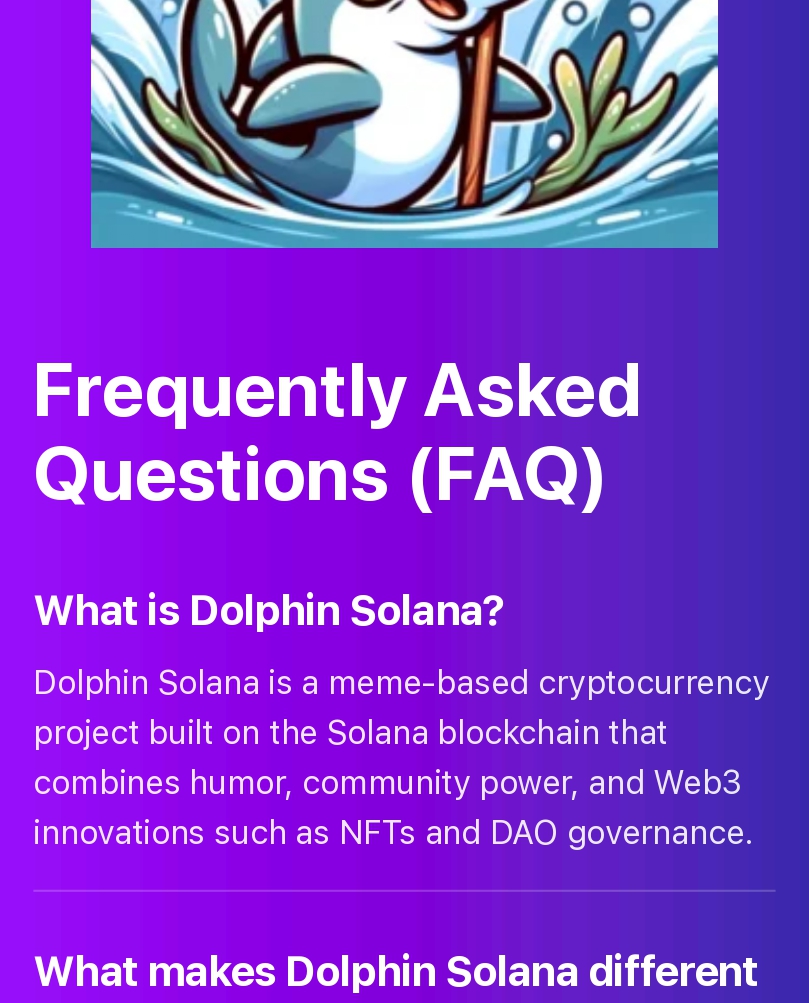 Frequently Asked
Questions (FAQ)
What is Dolphin Solana?
Dolphin Solana is a meme-based cryptocurrency
project built on the Solana blockchain that
combines humor, community power, and Web3
innovations such as NFTs and DAO governance.
What makes Dolphin Solana different